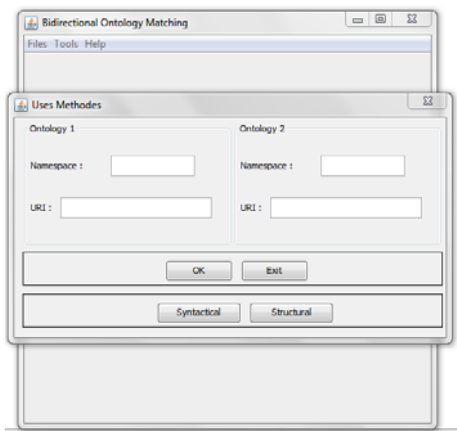 Bidirectional Ontology Matching
Files Tools Help
Uses Methodes
Ontology 1 Ontology 2
Namespace : Namespace :
URI : URI :
OK Exit
Syntactical Structural